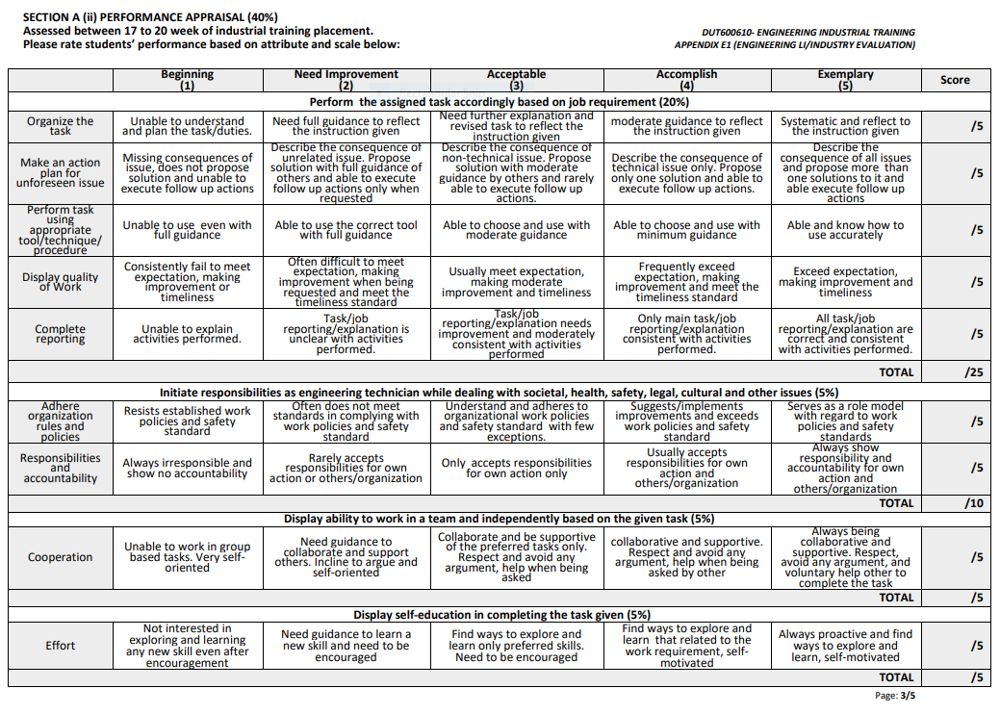 SECTION A (ii) PERFORMANCE APPRAISAL (40%)
Assessed between 17 to 20 week of industrial training placement.
Please rate students' performance based on attribute and scale below:
DUT600610- ENGINEERING INDUSTRIAL TRAINING
APPENDIX E1 (ENGINEERING LI/INDUSTRY EVALUATION)
Beginning
(1)
Need Improvement
(2)
Acceptable
(3)
Accomplish
(4)
Exemplary
(5)
Score
Perform the assigned task accordingly based on job requirement (20%)
Organize the
task
Unable to understand
and plan the task/duties.
Need full guidance to reflect
the instruction given
Need further explanation and
revised task to reflect the
instruction given
moderate guidance to reflect
the instruction given
Systematic and reflect to
the instruction given
/5
Make an action
plan for
unforeseen issue
Missing consequences of
issue, does not propose
solution and unable to
execute follow up actions
Describe the consequence of
unrelated issue. Propose
solution with full guidance of
others and able to execute
follow up actions only when
requested
Describe the consequence of
non-technical issue. Propose
solution with moderate
guidance by others and rarely
able to execute follow up
actions.
Describe the consequence of
technical issue only. Propose
only one solution and able to
execute follow up actions.
Describe the
consequence of all issues
and propose more than
one solutions to it and
able execute follow up
actions
/5
Perform task
using
appropriate
tool/technique/
procedure
Unable to use even with
full guidance
Able to use the correct tool
with full guidance
Able to choose and use with
moderate guidance
Able to choose and use with
minimum guidance
Able and know how to
use accurately
/5
Display quality
of Work
Consistently fail to meet
expectation, making
improvement or
timeliness
Often difficult to meet
expectation, making
improvement when being
requested and meet the
timeliness standard
Usually meet expectation,
making moderate
improvement and timeliness
Frequently exceed
expectation, making
improvement and meet the
timeliness standard
Exceed expectation,
making improvement and
timeliness
/5
Complete
reporting
Unable to explain
activities performed.
Task/job
reporting/explanation is
unclear with activities
performed.
Task/job
reporting/explanation needs
improvement and moderately
consistent with activities
performed
Only main task/job
reporting/explanation
consistent with activities
performed.
All task/job
reporting/explanation are
correct and consistent
with activities performed.
/5
TOTAL
/25
Initiate responsibilities as engineering technician while dealing with societal, health, safety, legal, cultural and other issues (5%)
Adhere
organization
rules and
policies
Resists established work
policies and safety
standard
Often does not meet
standards in complying with
work policies and safety
standard
Understand and adheres to
organizational work policies
and safety standard with few
exceptions.
Suggests/implements
improvements and exceeds
work policies and safety
standard
Serves as a role model
with regard to work
policies and safety
standards
/5
Responsibilities
and
accountability
Always irresponsible and
show no accountability
Rarely accepts
responsibilities for own
action or others/organization
Only accepts responsibilities
for own action only
Usually accepts
responsibilities for own
action and
others/organization
Always show
responsibility and
accountability for own
action and
others/organization
/5
TOTAL
/10
Display ability to work in a team and independently based on the given task (5%)
Cooperation
Unable to work in group
based tasks. Very self-
oriented
Need guidance to
collaborate and support
others. Incline to argue and
self-oriented
Collaborate and be supportive
of the preferred tasks only.
Respect and avoid any
argument, help when being
asked
collaborative and supportive.
Respect and avoid any
argument, help when being
asked by other
Always being
collaborative and
supportive. Respect,
avoid any argument, and
voluntary help other to
complete the task
/5
TOTAL
/5
Display self-education in completing the task given (5%)
Effort
Not interested in
exploring and learning
any new skill even after
encouragement
Need guidance to learn a
new skill and need to be
encouraged
Find ways to explore and
learn only preferred skills.
Need to be encouraged
Find ways to explore and
learn that related to the
work requirement, self-
motivated
Always proactive and find
ways to explore and
learn, self-motivated
/5
TOTAL
/5
Page: 3/5